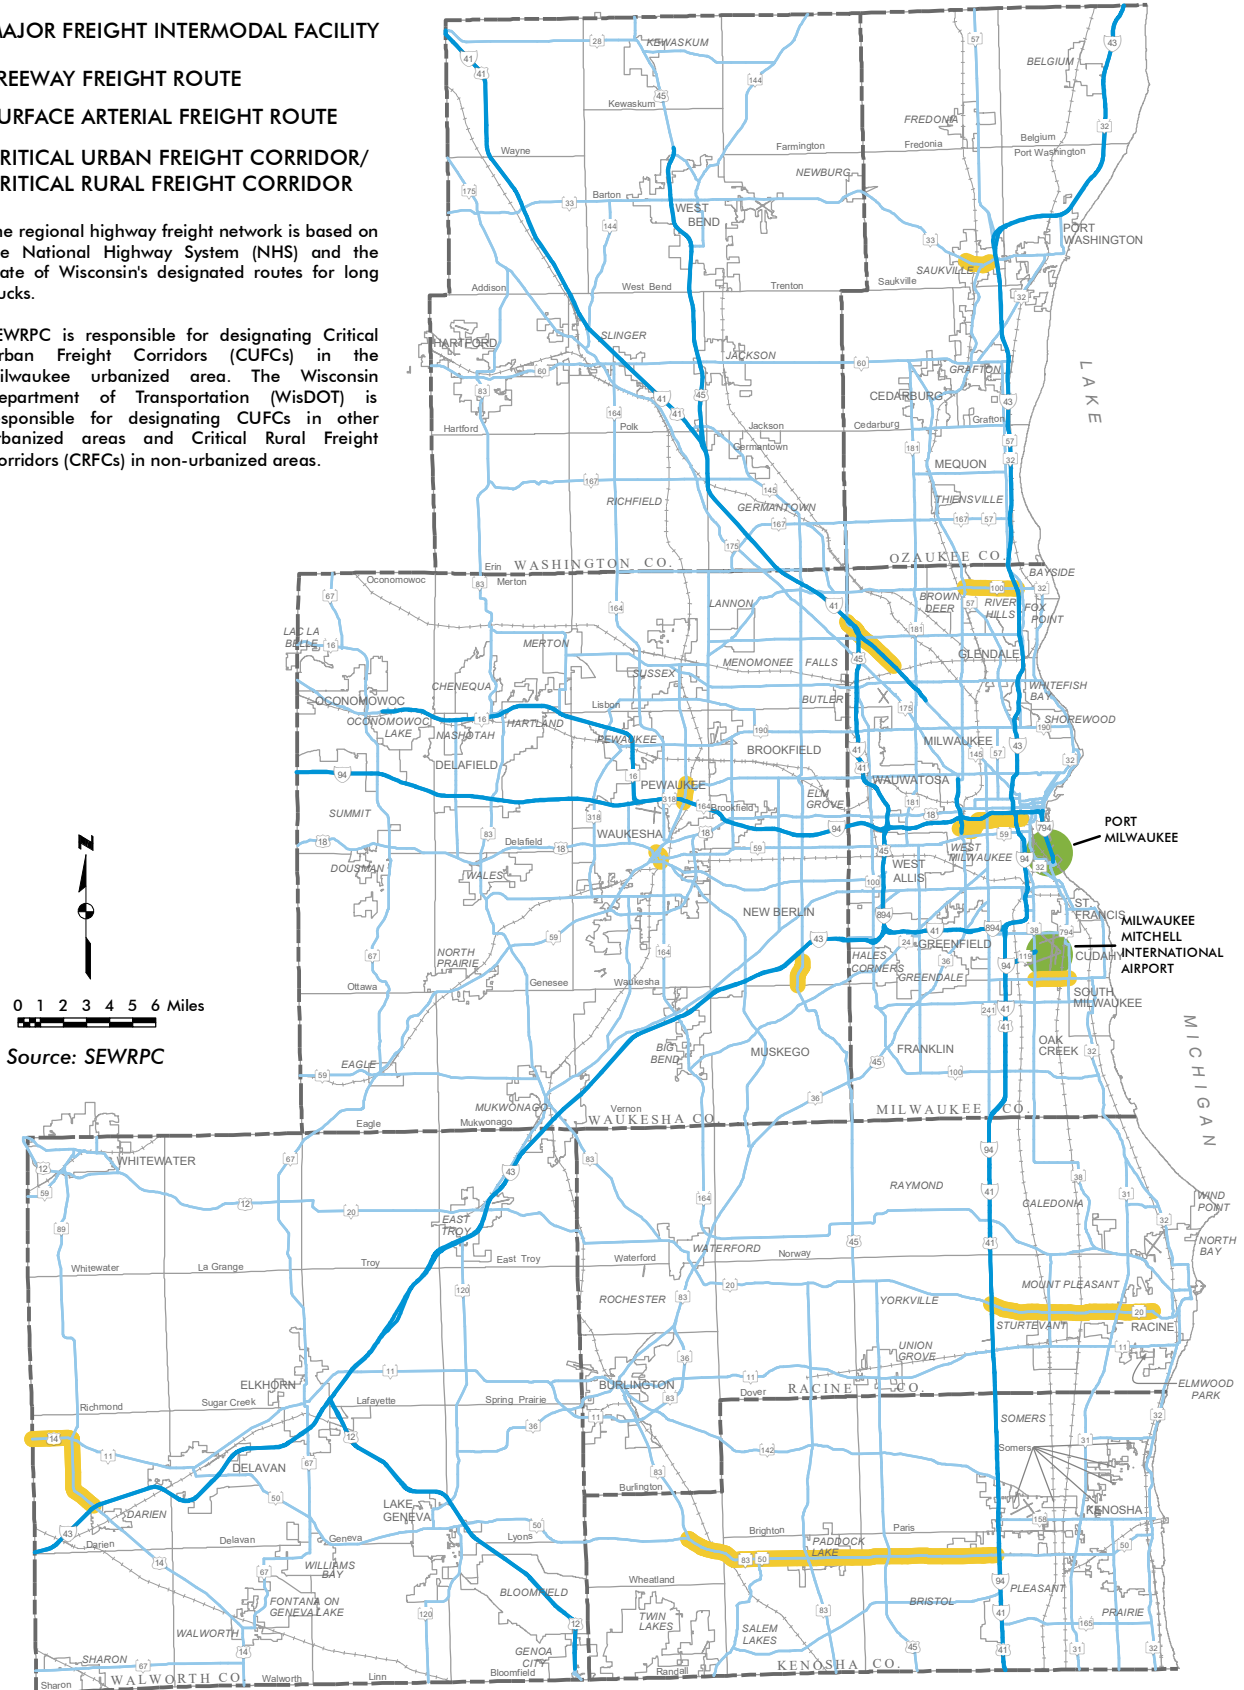 AJOR FREIGHT INTERMODAL FACILITY
REEWAY FREIGHT ROUTE
URFACE ARTERIAL FREIGHT ROUTE
RITICAL URBAN FREIGHT CORRIDOR/
RITICAL RURAL FREIGHT CORRIDOR
he regional highway freight network is based on
e National Highway System (NHS) and the
ate of Wisconsin's designated routes for long
ucks.
EWRPC is responsible for designating Critical
rban Freight Corridors (CUFCs) in the
ilwaukee urbanized area. The Wisconsin
epartment of Transportation (WisDOT) is
esponsible for designating CUFCs in other
rbanized areas and Critical Rural Freight
orridors (CRFCs) in non-urbanized areas.
N
0 1 2 3 4 5 6 Miles
Source: SEWRPC
KEWASKUM
Kewaskum
Wayne
Barton
WEST
BEND
Farmington
NEWBURG
Addison
West Bend
Trenton
BELGIUM
FREDONIA
Fredonia
Belgium
Port Washington
PORT
WASHINGTON
SAUKVILLE
Saukville
HARTFORD
SLINGER
JACKSON
Hartford
Polk
Jackson
Germantown
GRAFTON
CEDARBURG
Cedarburg
Grafton
MEQUON
THIENSVILLE
RICHFIELD
GERMANTOWN
Erin
WASHINGTON CO.
OZAUKEE CO.
LAKE
MICHIGAN
Oconomowoc
Merton
LAC LA
BELLE
MERTON
LANNON
BROWN
DEER
RIVER
HILLS
BAYSIDE
FOX
POINT
GLENDALE
SUSSEX
MENOMONEE FALLS
CHENEQUA
OCONOMOWOC
OCONOMOWOC
LAKE
NASHOTAH
HARTLAND
Lisbon
BUTLER
WHITEFISH
BAY
SHOREWOOD
PEWAUKEE
BROOKFIELD
MILWAUKEE
DELAFIELD
PEWAUKEE
WAUWATOSA
ELM
GROVE
Brookfield
SUMMIT
Delafield
WAUKESHA
DOUSMAN
WALES
WEST
MILWAUKEE
WEST
ALLIS
PORT
MILWAUKEE
NEW BERLIN
ST
FRANCIS
MILWAUKEE
MITCHELL
INTERNATIONAL
AIRPORT
NORTH
PRAIRIE
GREENFIELD
HALES
CORNERS
GREENDALE
CUDAHY
SOUTH
MILWAUKEE
Ottawa
Genesee
Waukesha
EAGLE
BIG
BEND
MUSKEGO
FRANKLIN
OAK
CREEK
MUKWONAGO
Vernon
WAUKESHA CO.
MILWAUKEE CO.
Eagle
Mukwonago
WHITEWATER
RAYMOND
CALEDONIA
WIND
POINT
NORTH
BAY
EAST
TROY
Whitewater
La Grange
Troy
East Troy
Waterford
WATERFORD
Norway
ROCHESTER
YORKVILLE
MOUNT PLEASANT
STURTEVANT
RACINE
UNION
GROVE
ELMWOOD
PARK
ELKHORN
BURLINGTON
Dover
RACINE CO.
Richmond
Sugar Creek
Lafayette
Spring Prairie
SOMERS
Somers
DELAVAN
LAKE
GENEVA
Burlington
KENOSHA
DARIEN
Darien
Delavan
Geneva
Lyons
Brighton
Paris
PADDOCK
LAKE
WILLIAMS
BAY
Wheatland
BLOOMFIELD
FONTANA ON
GENEVA LAKE
TWIN
LAKES
SALEM
LAKES
BRISTOL
PLEASANT
PRAIRIE
WALWORTH
SHARON
GENOA
CITY
Sharon
WALWORTH CO.
Walworth
Linn
Bloomfield
Randall
KENOSHA CO.